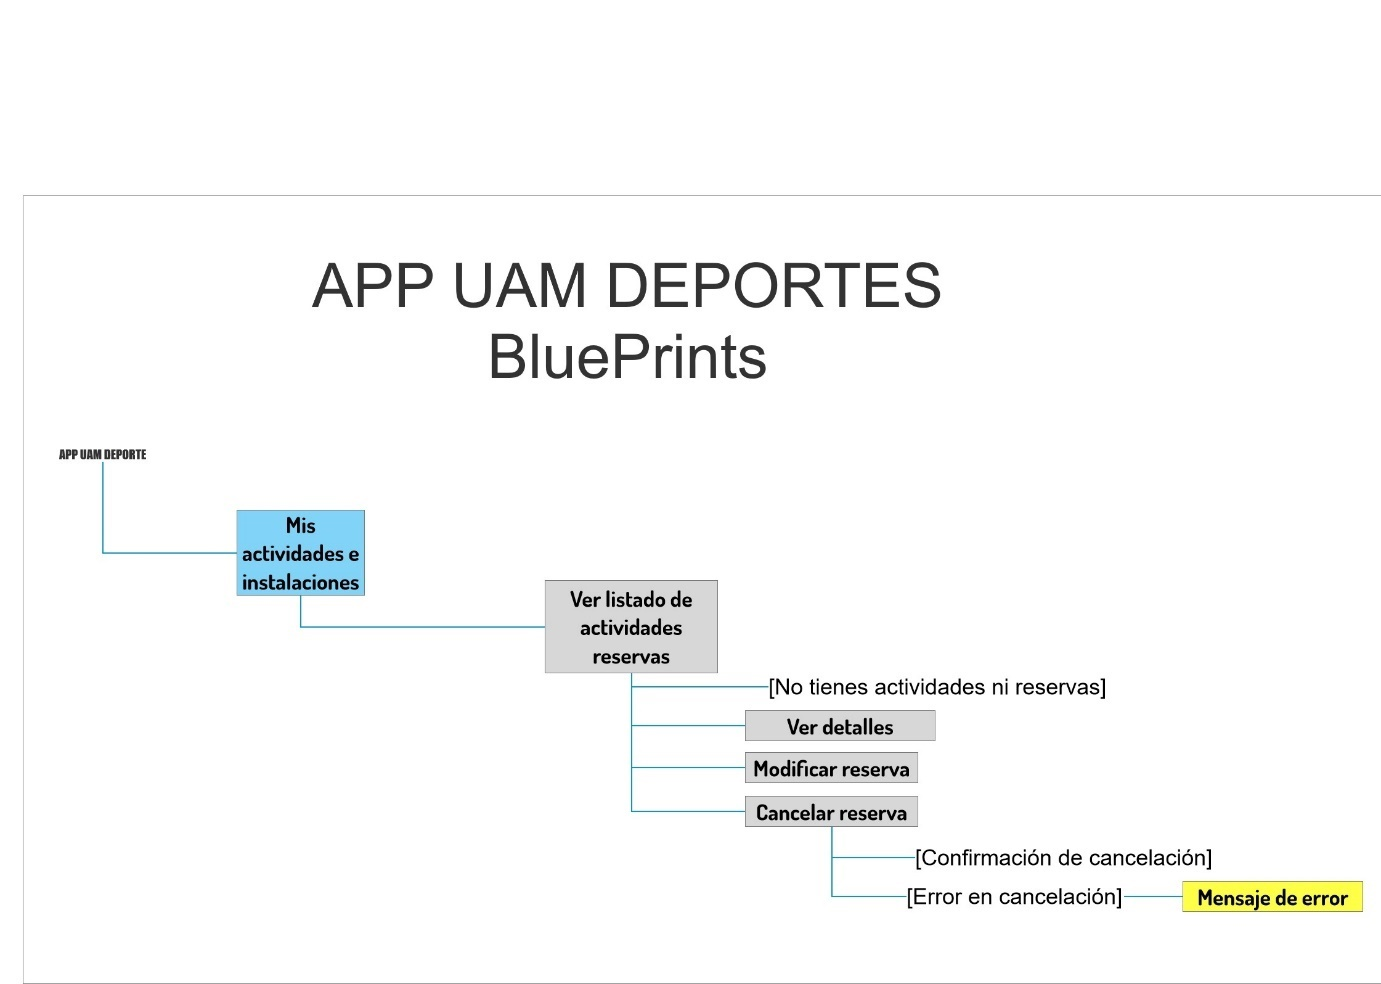 APP UAM DEPORTES
BluePrints
APP UAM DEPORTE
Mis
actividades e
instalaciones
Ver listado de
actividades
reservas
[No tienes actividades ni reservas]
Ver detalles
Modificar reserva
Cancelar reserva
[Confirmación de cancelación]
[Error en cancelación]
Mensaje de error